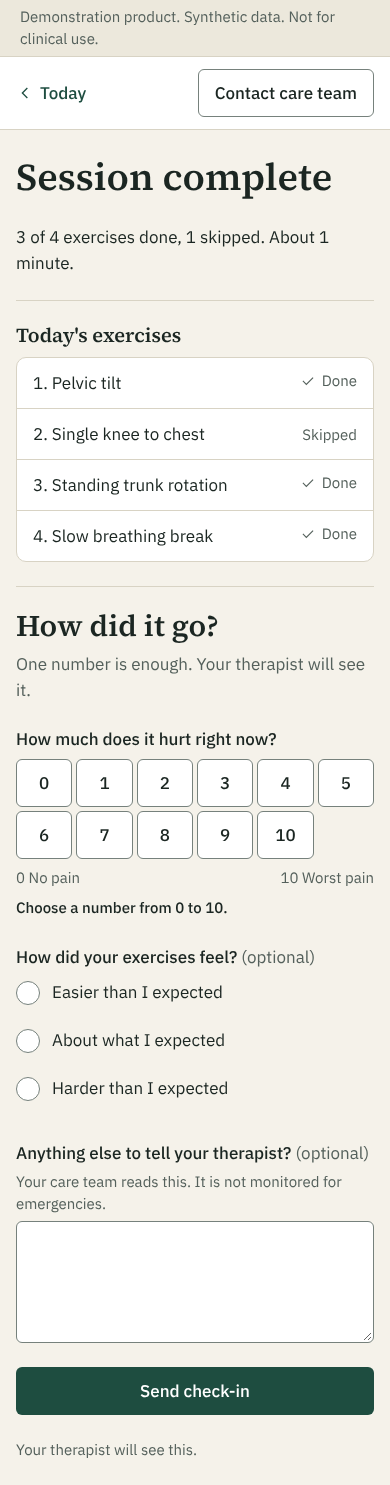 Demonstration product. Synthetic data. Not for
clinical use.
Today
Contact care team
Session complete
3 of 4 exercises done, 1 skipped. About 1
minute.
Today's exercises
1. Pelvic tilt
Done
2. Single knee to chest
Skipped
3. Standing trunk rotation
Done
4. Slow breathing break
Done
How did it go?
One number is enough. Your therapist will see
it.
How much does it hurt right now?
0 1 2 3 4 5
6 7 8 9 10
0 No pain
10 Worst pain
Choose a number from 0 to 10.
How did your exercises feel? (optional)
Easier than I expected
About what I expected
Harder than I expected
Anything else to tell your therapist? (optional)
Your care team reads this. It is not monitored for
emergencies.
Send check-in
Your therapist will see this.